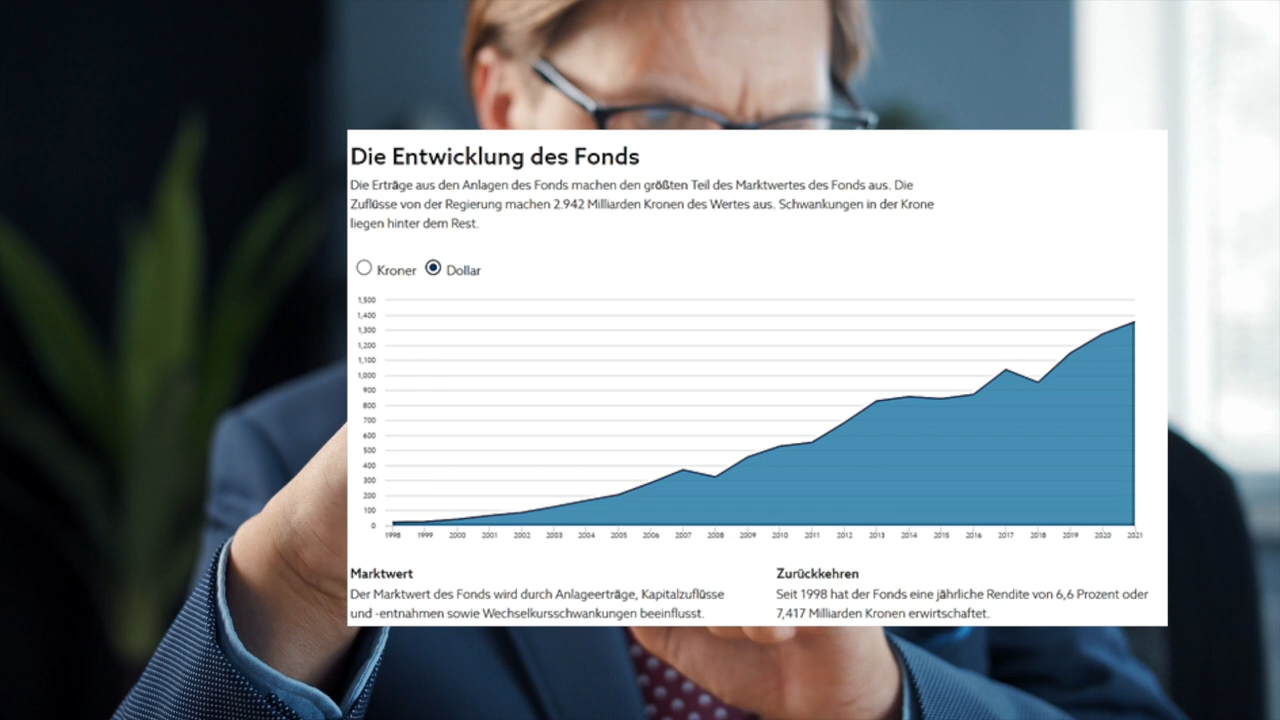 Die Entwicklung des Fonds
Die Erträge aus den Anlagen des Fonds machen den größten Teil des Marktwertes des Fonds aus. Die
Zuflüsse von der Regierung machen 2.942 Milliarden Kronen des Wertes aus. Schwankungen in der Krone
liegen hinter dem Rest.
Kroner Dollar
1,500
1,400
1,300
1,200
1,100
1,000
900
800
700
600
500
400
300
200
100
0
1998 1999 2000 2001 2002 2003 2004 2005 2006 2007 2008 2009 2010 2011 2012 2013 2014 2015 2016 2017 2018 2019 2020 2021
Marktwert
Der Marktwert des Fonds wird durch Anlageerträge, Kapitalzuflüsse
und -entnahmen sowie Wechselkursschwankungen beeinflusst.
Zurückkehren
Seit 1998 hat der Fonds eine jährliche Rendite von 6,6 Prozent oder
7,417 Milliarden Kronen erwirtschaftet.